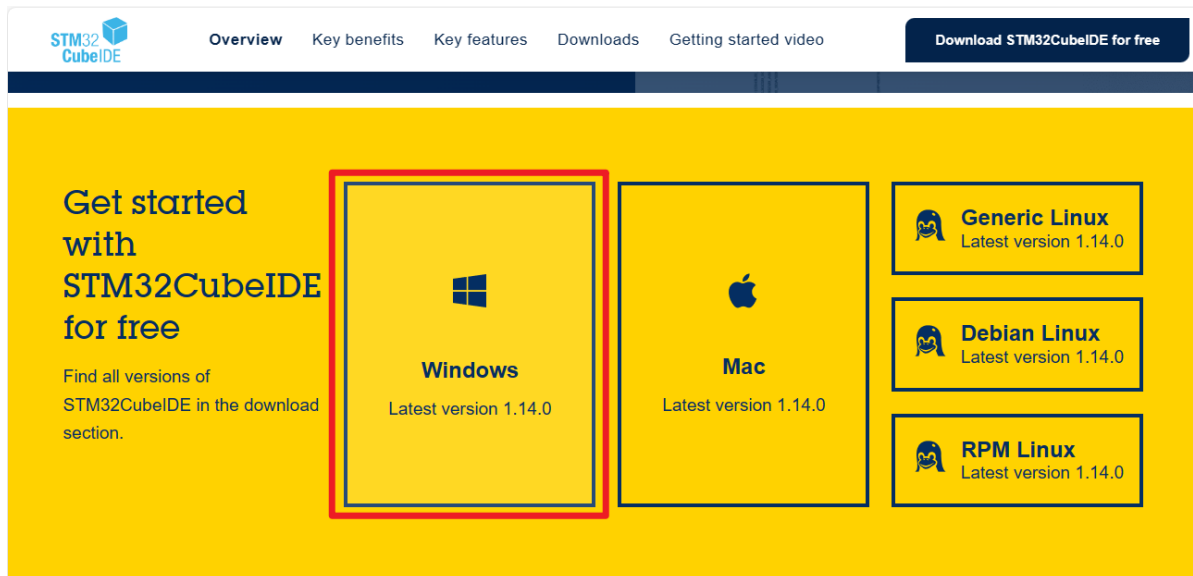 STM32
CubeIDE
Overview
Key benefits
Key features
Downloads
Getting started video
Download STM32CubeIDE for free
Get started
with
STM32CubeIDE
for free
Find all versions of
STM32CubeIDE in the download
section.
Windows
Latest version 1.14.0
Mac
Latest version 1.14.0
Generic Linux
Latest version 1.14.0
Debian Linux
Latest version 1.14.0
RPM Linux
Latest version 1.14.0